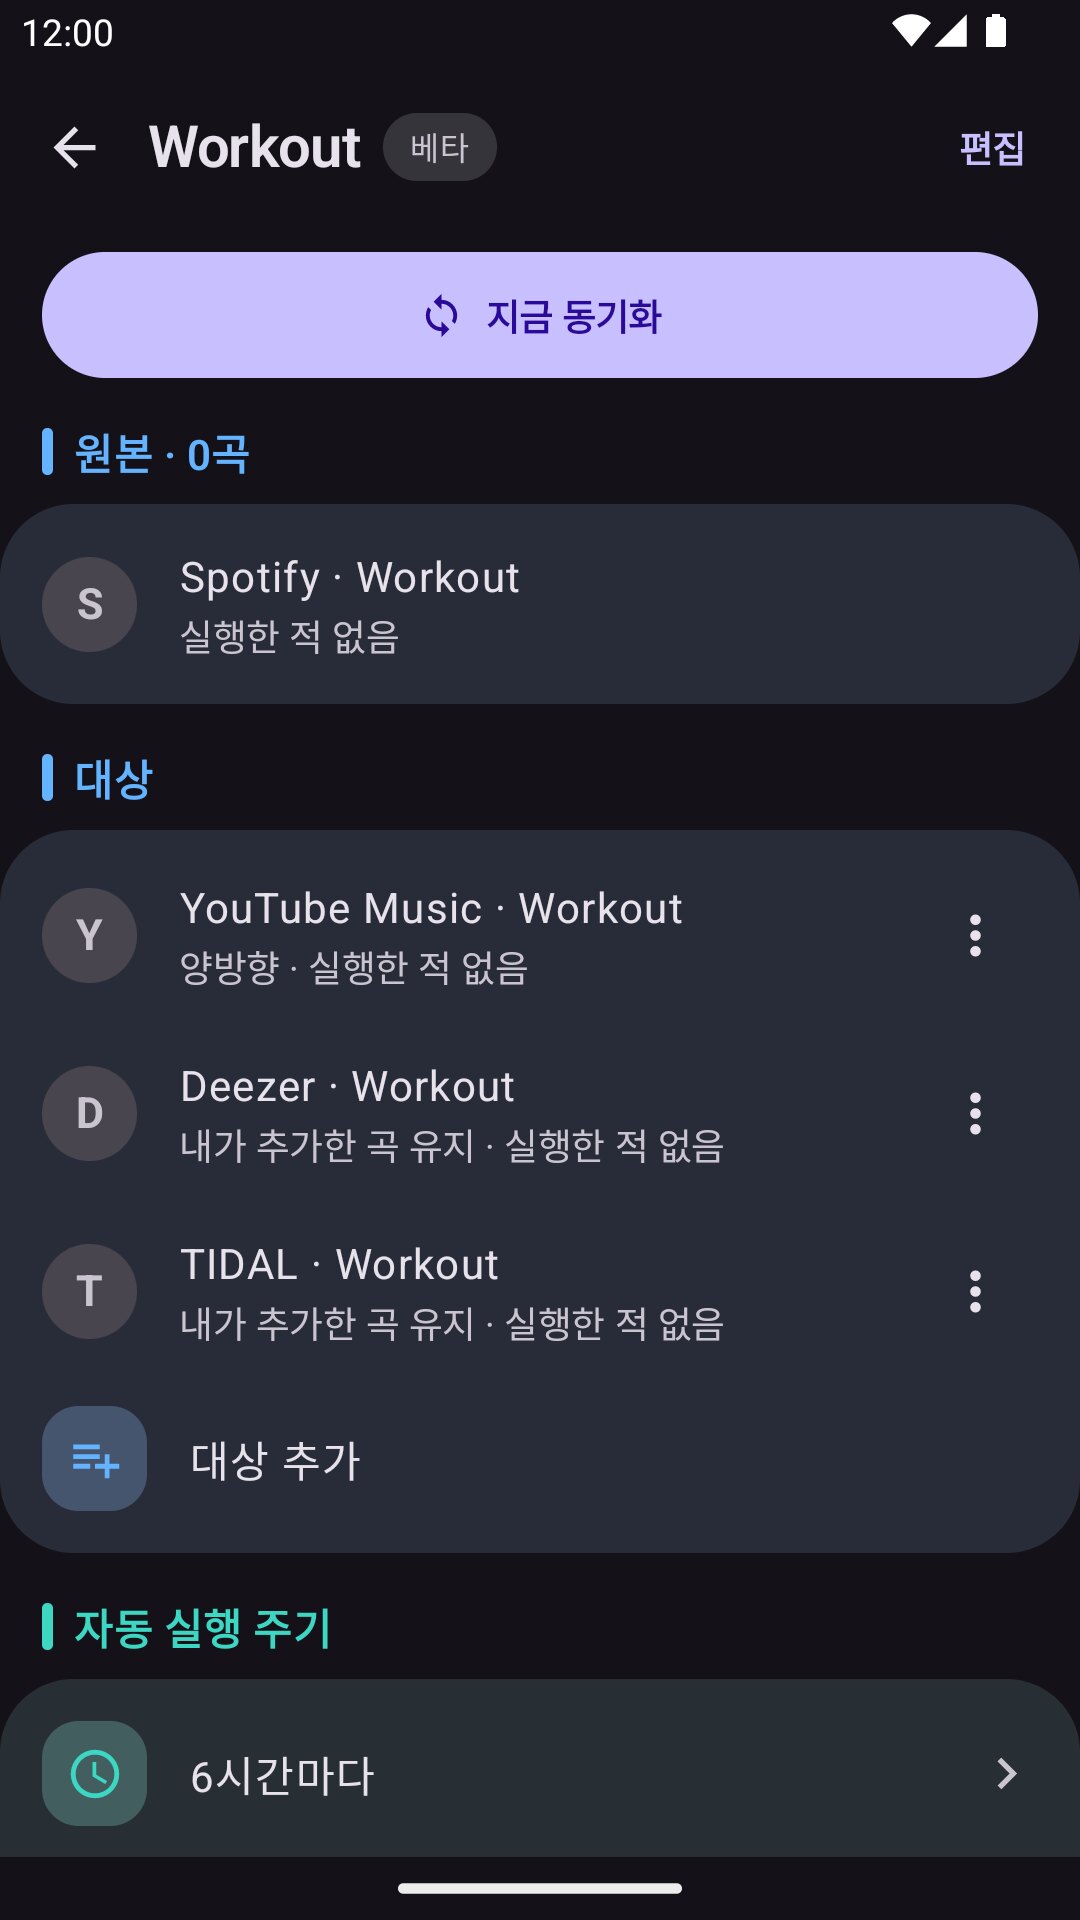 12:00
Workout 베타 편집
지금 동기화
원본 · 0곡
S
Spotify · Workout
실행한 적 없음
대상
Y
YouTube Music · Workout
양방향 · 실행한 적 없음
D
Deezer · Workout
내가 추가한 곡 유지 · 실행한 적 없음
T
TIDAL · Workout
내가 추가한 곡 유지 · 실행한 적 없음
대상 추가
자동 실행 주기
6시간마다